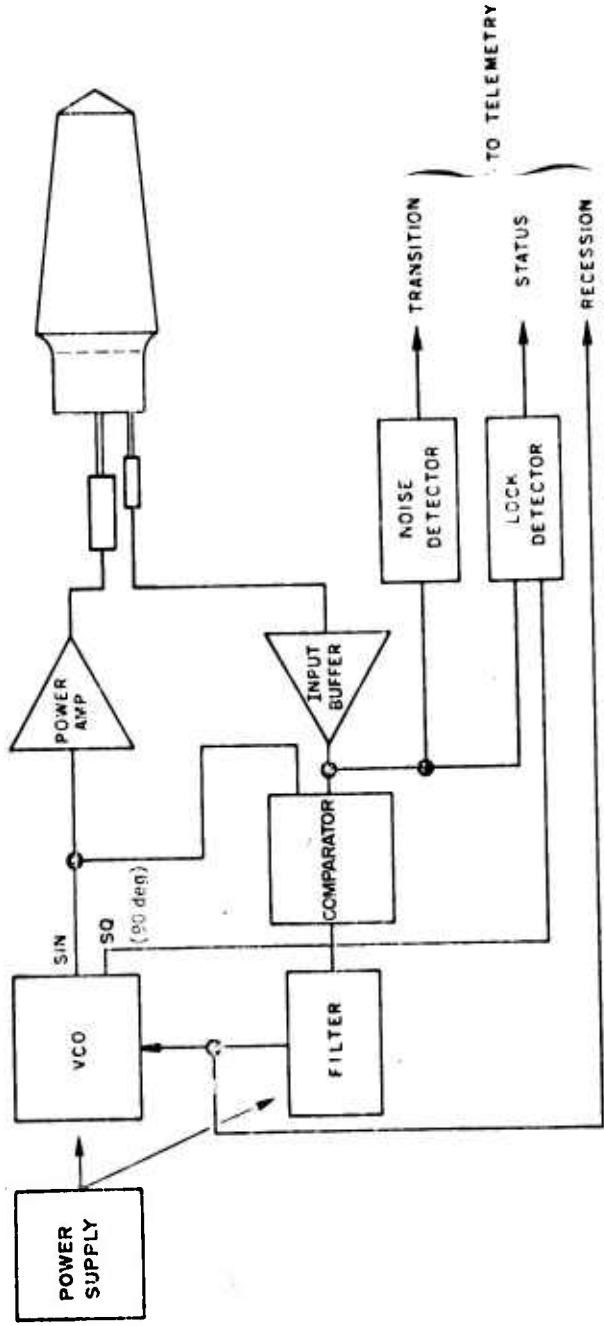 POWER
SUPPLY
VCO
SIN
SQ
(90 deg)
POWER
AMP
FILTER
COMPARATOR
INPUT
BUFFER
NOISE
DETECTOR
LOCK
DETECTOR
TRANSITION
STATUS
RECESSION
TO TELEMETRY